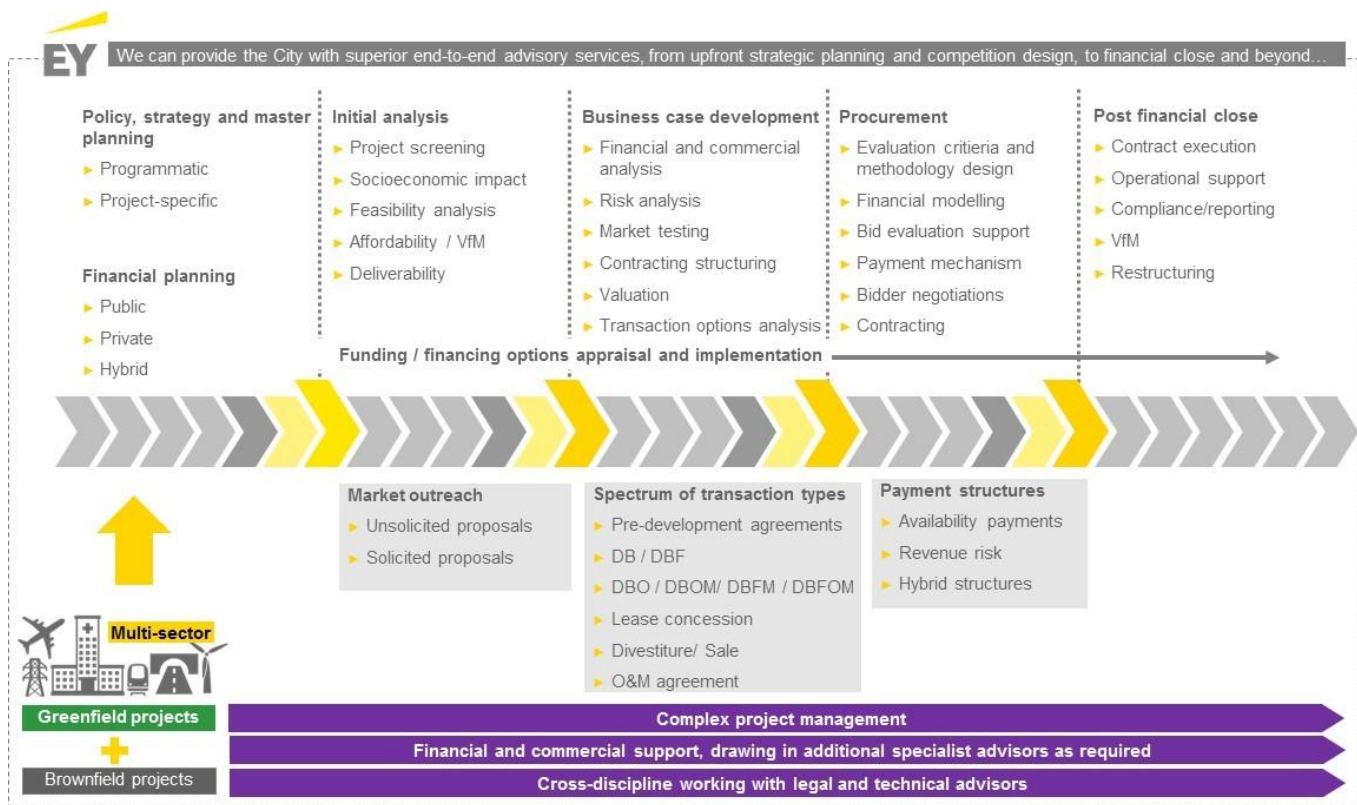 EY
We can provide the City with superior end-to-end advisory services, from upfront strategic planning and competition design, to financial close and beyond...
Policy, strategy and master
planning
Programmatic
Project-specific
Financial planning
Public
Private
Hybrid
Initial analysis
Project screening
Socioeconomic impact
Feasibility analysis
Affordability / VfM
Deliverability
Business case development
Financial and commercial
analysis
Risk analysis
Market testing
Contracting structuring
Valuation
Transaction options analysis
Procurement
Evaluation critieria and
methodology design
Financial modelling
Bid evaluation support
Payment mechanism
Bidder negotiations
Contracting
Post financial close
Contract execution
Operational support
Compliance/reporting
VfM
Restructuring
Funding / financing options appraisal and implementation
Market outreach
Unsolicited proposals
Solicited proposals
Spectrum of transaction types
Pre-development agreements
DB / DBF
DBO / DBOM/ DBFM / DBFOM
Lease concession
Divestiture/ Sale
O&M agreement
Payment structures
Availability payments
Revenue risk
Hybrid structures
Multi-sector
Greenfield projects
Brownfield projects
Complex project management
Financial and commercial support, drawing in additional specialist advisors as required
Cross-discipline working with legal and technical advisors